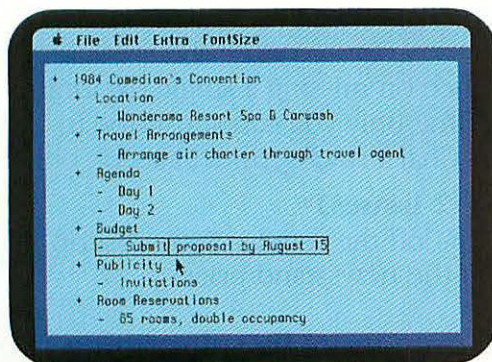 File Edit Extra FontSize
+ 1984 Comedian's Convention
+ Location
- Wonderama Resort Spa & Carwash
+ Travel Arrangements
- Arrange air charter through travel agent
+ Agenda
- Day 1
- Day 2
+ Budget
- Submit proposal by August 15
+ Publicity
- Invitations
+ Room Reservations
- 65 rooms, double occupancy